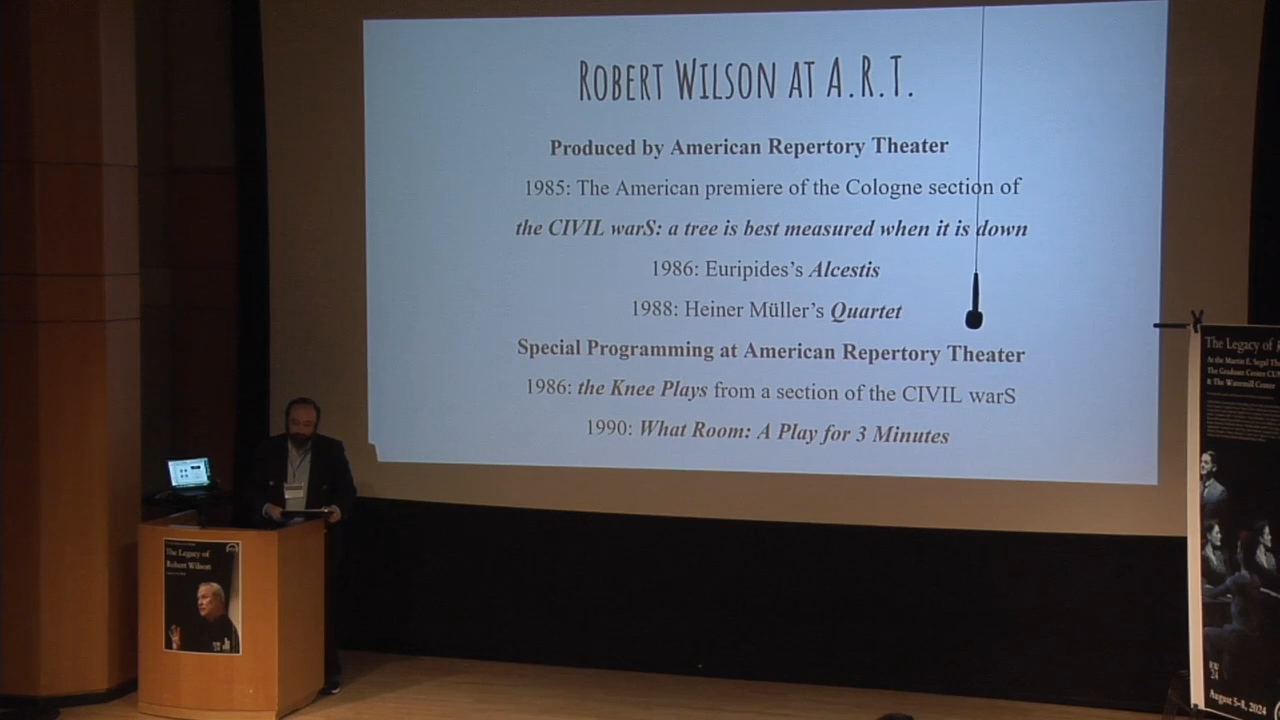 ROBERT WILSON AT A.R.T.
Produced by American Repertory Theater
1985: The American premiere of the Cologne section of
the CIVIL warS: a tree is best measured when it is down
1986: Euripides's Alcestis
1988: Heiner Müller's Quartet
Special Programming at American Repertory Theater
1986: the Knee Plays from a section of the CIVIL warS
1990: What Room: A Play for 3 Minutes
The Legacy of
Robert Wilson
The Legacy of
At the Martin E. Segal
The Graduate Center
& The Watermill Center
August 5-8, 2024